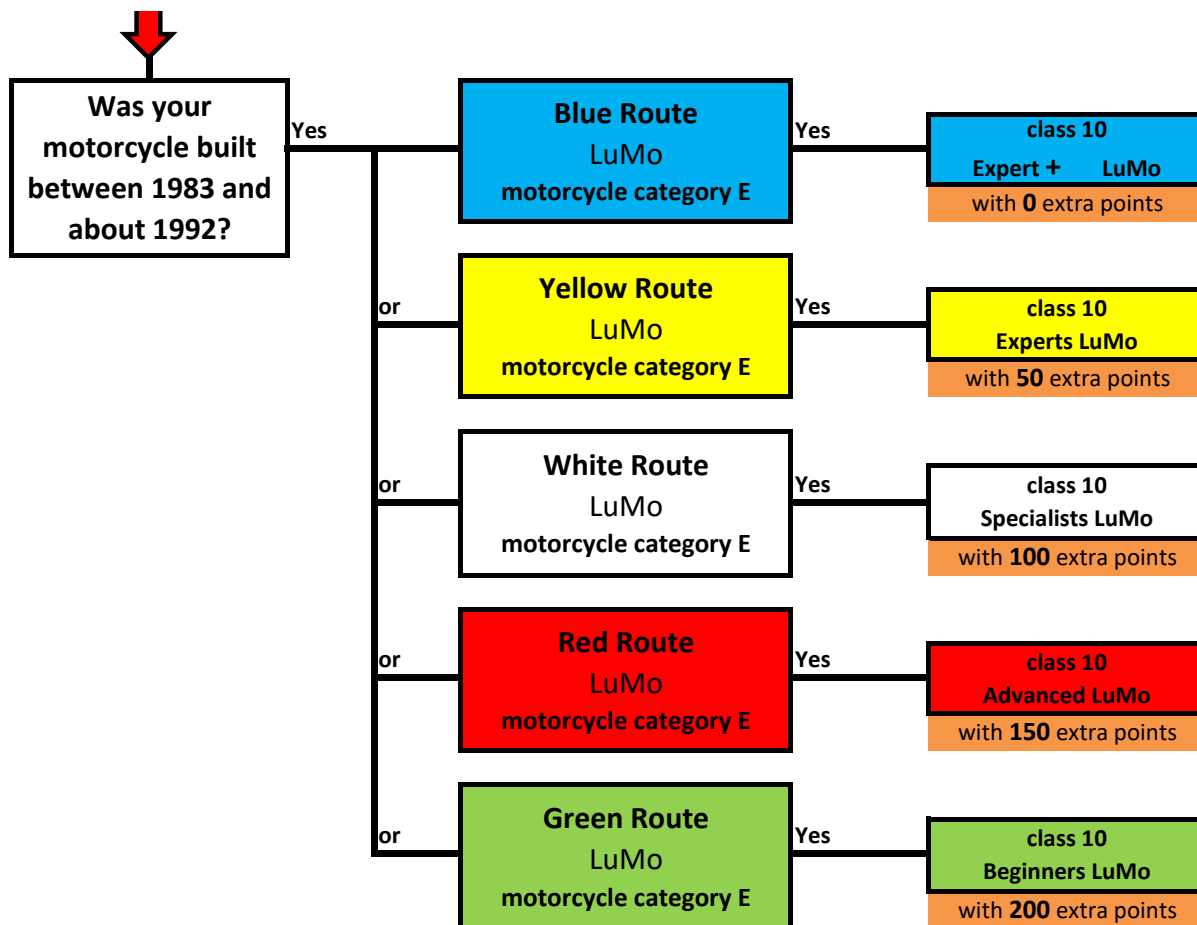 Was your
motorcycle built
between 1983 and
about 1992?
Yes
Blue Route
LuMo
motorcycle category E
Yes
class 10
Expert + LuMo
with 0 extra points
or
Yellow Route
LuMo
motorcycle category E
Yes
class 10
Experts LuMo
with 50 extra points
or
White Route
LuMo
motorcycle category E
Yes
class 10
Specialists LuMo
with 100 extra points
or
Red Route
LuMo
motorcycle category E
Yes
class 10
Advanced LuMo
with 150 extra points
or
Green Route
LuMo
motorcycle category E
Yes
class 10
Beginners LuMo
with 200 extra points